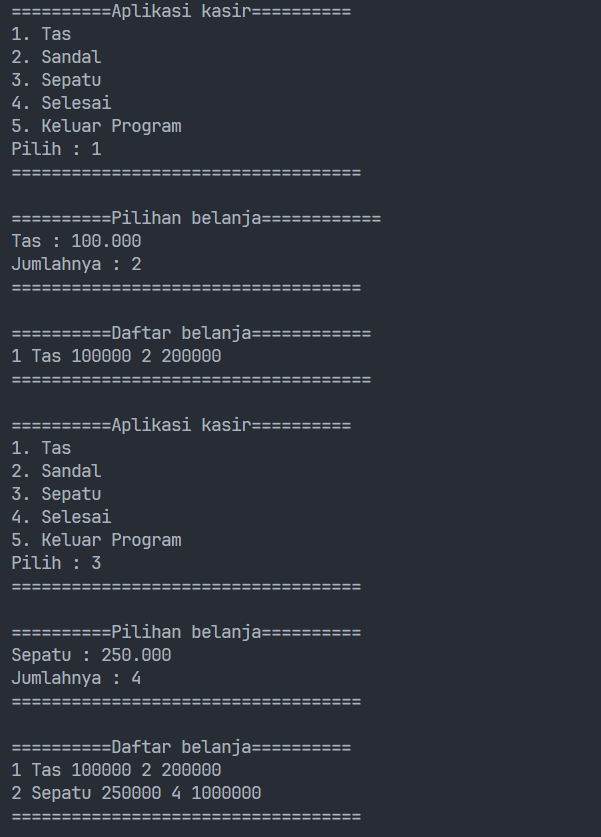 ==========Aplikasi kasir==========
1. Tas
2. Sandal
3. Sepatu
4. Selesai
5. Keluar Program
Pilih : 1
===================================
==========Pilihan belanja============
Tas : 100.000
Jumlahnya : 2
===================================
==========Daftar belanja============
1 Tas 100000 2 200000
====================================
==========Aplikasi kasir==========
1. Tas
2. Sandal
3. Sepatu
4. Selesai
5. Keluar Program
Pilih : 3
===================================
==========Pilihan belanja==========
Sepatu : 250.000
Jumlahnya : 4
===================================
==========Daftar belanja==========
1 Tas 100000 2 200000
2 Sepatu 250000 4 1000000
===================================